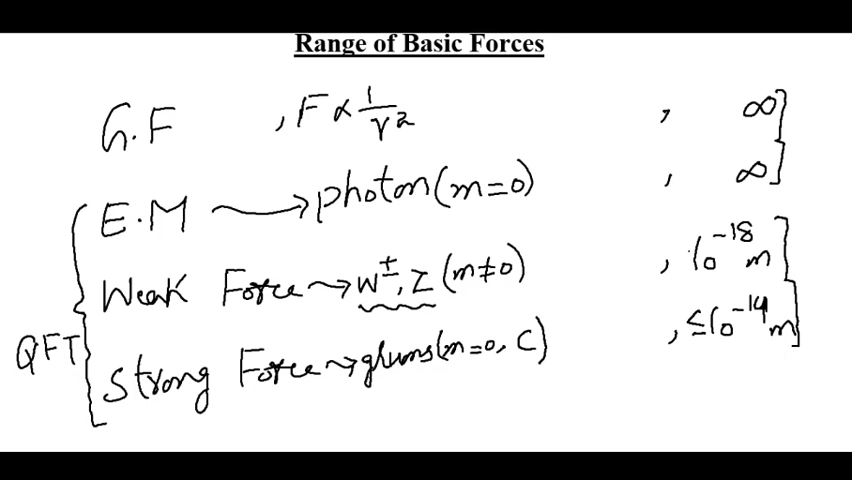 Range of Basic Forces
G.F , F ∝ 1/r² , ∞
E.M → photon (m=0) , ∞
Weak Force → W±, Z (m≠0) , 10⁻¹⁸ m
QFT
Strong Force → gluons (m=0, C) , ≤10⁻¹⁴ m